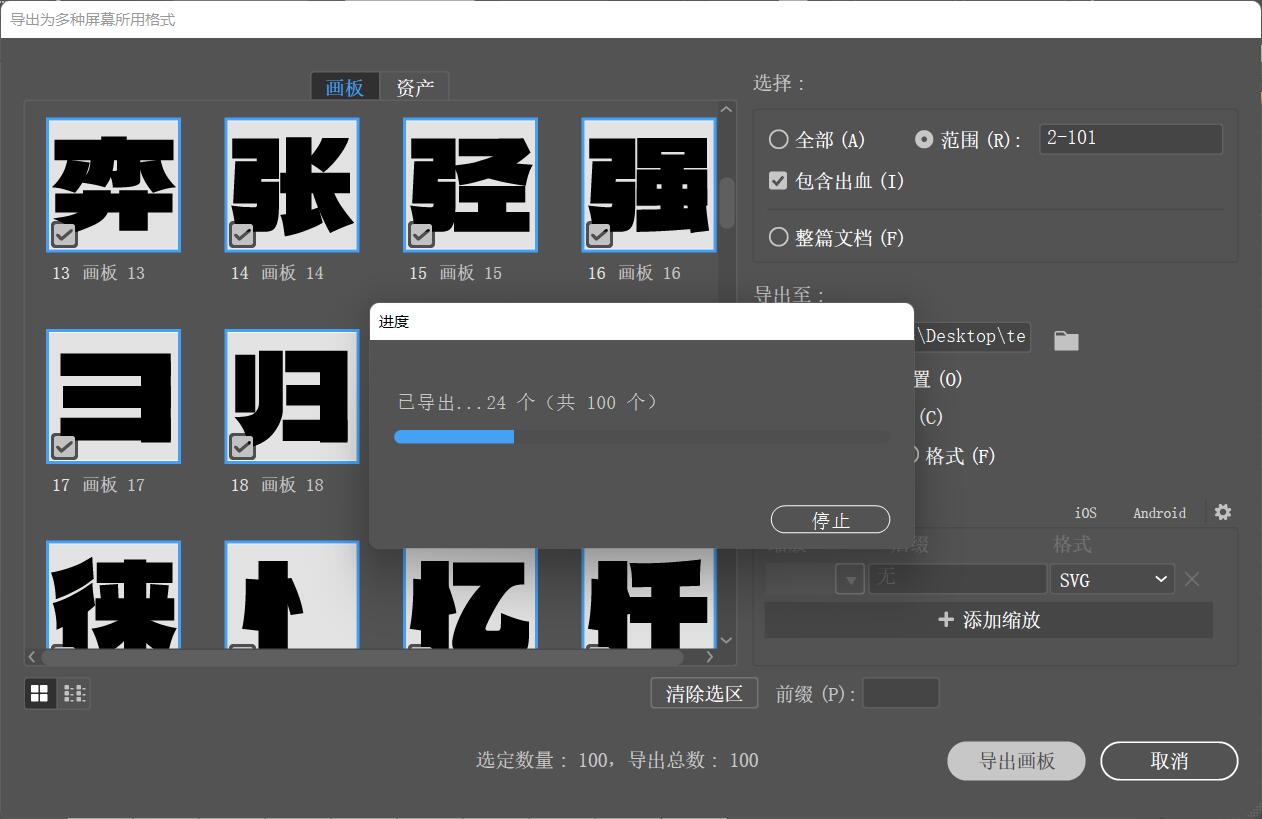 导出为多种屏幕所用格式
画板 资产
选择：
弈 张 弪 强
13 画板 13 14 画板 14 15 画板 15 16 画板 16
全部 (A) 范围 (R)： 2-101
包含出血 (I)
整篇文档 (F)
导出至：
\Desktop\te
置 (O)
(C)
格式 (F)
进度
已导出...24 个（共 100 个）
停止
彐 归
17 画板 17 18 画板 18
iOS Android
缩放 后缀 格式
无 SVG
添加缩放
徕 忄 忆 忏
清除选区 前缀 (P)：
选定数量： 100，导出总数： 100
导出画板 取消